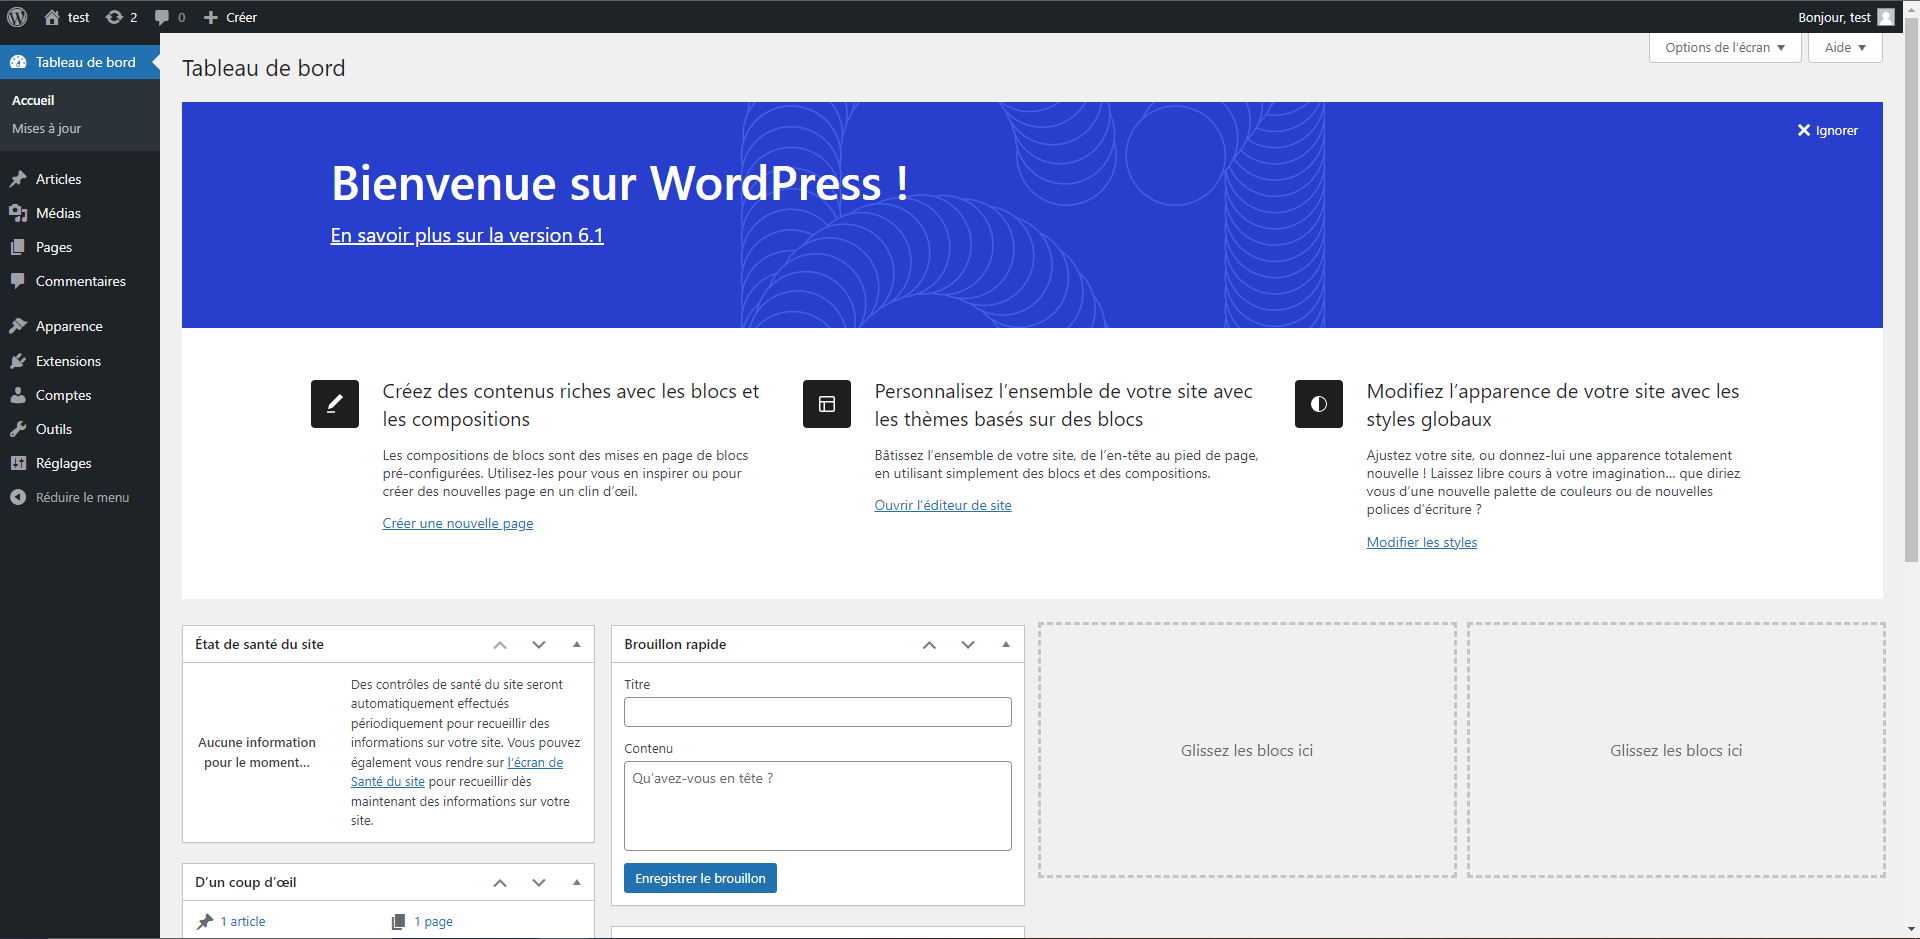 test
2
0
Créer
Bonjour, test
Tableau de bord
Accueil
Mises à jour
Articles
Médias
Pages
Commentaires
Apparence
Extensions
Comptes
Outils
Réglages
Réduire le menu
Options de l’écran
Aide
Tableau de bord
Ignorer
Bienvenue sur WordPress !
En savoir plus sur la version 6.1
Créez des contenus riches avec les blocs et
les compositions
Les compositions de blocs sont des mises en page de blocs
pré-configurées. Utilisez-les pour vous en inspirer ou pour
créer des nouvelles page en un clin d’œil.
Créer une nouvelle page
Personnalisez l’ensemble de votre site avec
les thèmes basés sur des blocs
Bâtissez l’ensemble de votre site, de l’en-tête au pied de page,
en utilisant simplement des blocs et des compositions.
Ouvrir l’éditeur de site
Modifiez l’apparence de votre site avec les
styles globaux
Ajustez votre site, ou donnez-lui une apparence totalement
nouvelle ! Laissez libre cours à votre imagination… que diriez
vous d’une nouvelle palette de couleurs ou de nouvelles
polices d’écriture ?
Modifier les styles
État de santé du site
Aucune information
pour le moment…
Des contrôles de santé du site seront
automatiquement effectués
périodiquement pour recueillir des
informations sur votre site. Vous pouvez
également vous rendre sur l’écran de
Santé du site pour recueillir dès
maintenant des informations sur votre
site.
D’un coup d’œil
1 article
1 page
Brouillon rapide
Titre
Contenu
Qu’avez-vous en tête ?
Enregistrer le brouillon
Glissez les blocs ici
Glissez les blocs ici